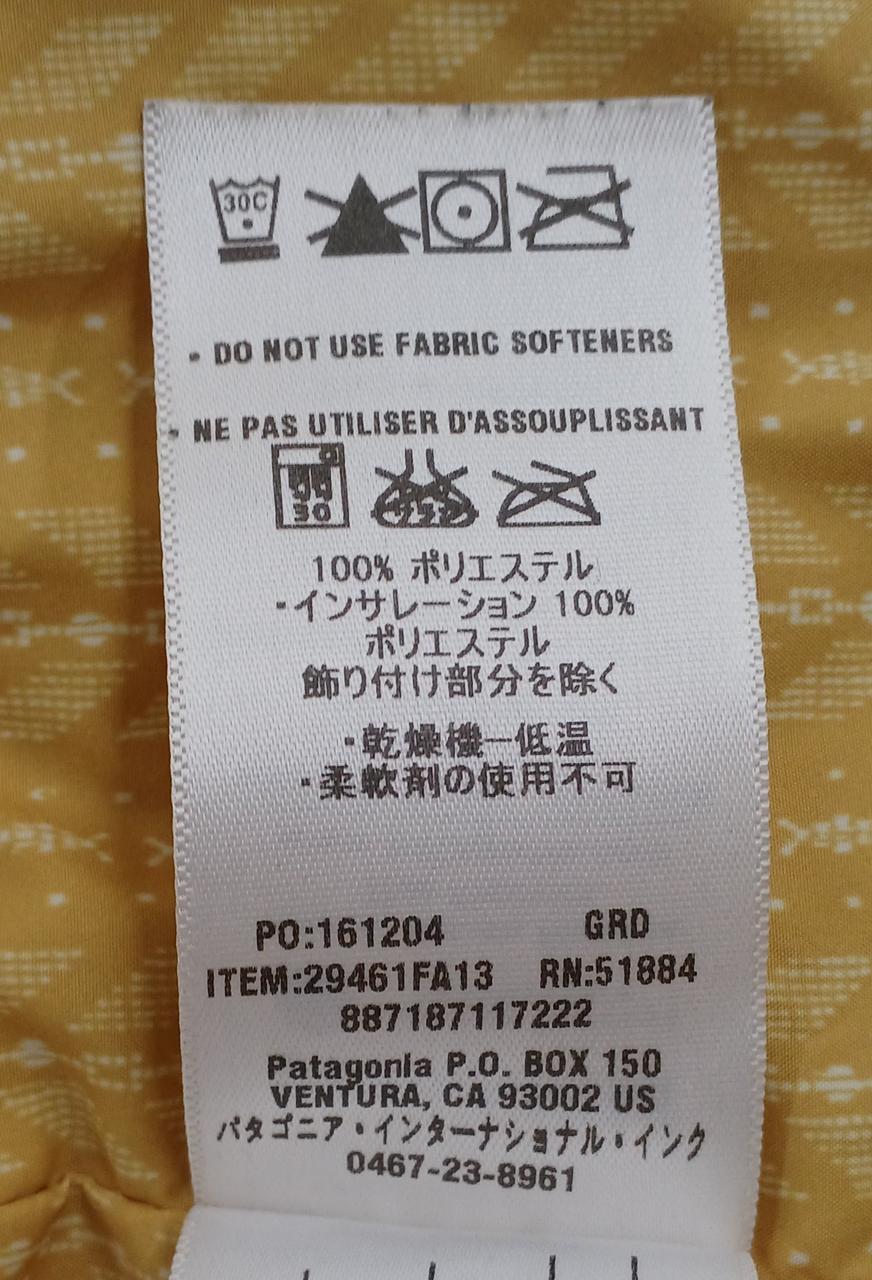 30C
• DO NOT USE FABRIC SOFTENERS
• NE PAS UTILISER D'ASSOUPLISSANT
30
100% ポリエステル
・インサレーション 100%
ポリエステル
飾り付け部分を除く
・乾燥機ー低温
・柔軟剤の使用不可
PO:161204 GRD
ITEM:29461FA13 RN:51884
887187117222
Patagonia P.O. BOX 150
VENTURA, CA 93002 US
パタゴニア・インターナショナル・インク
0467-23-8961